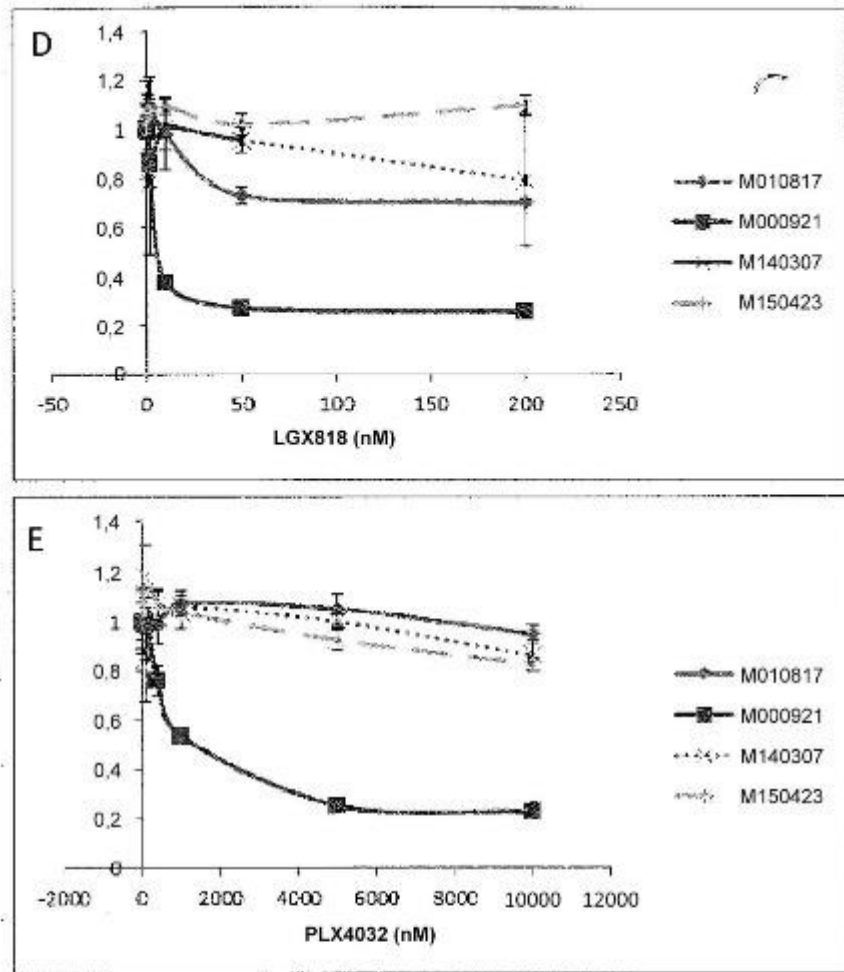 D
1,4
1,2
1
0,8
0,6
0,4
0,2
0
-50 0 50 100 150 200 250
LGX818 (nM)
M010817
M000921
M140307
M150423
E
1,4
1,2
1
0,8
0,6
0,4
0,2
0
-2000 0 2000 4000 6000 8000 10000 12000
PLX4032 (nM)
M010817
M000921
M140307
M150423